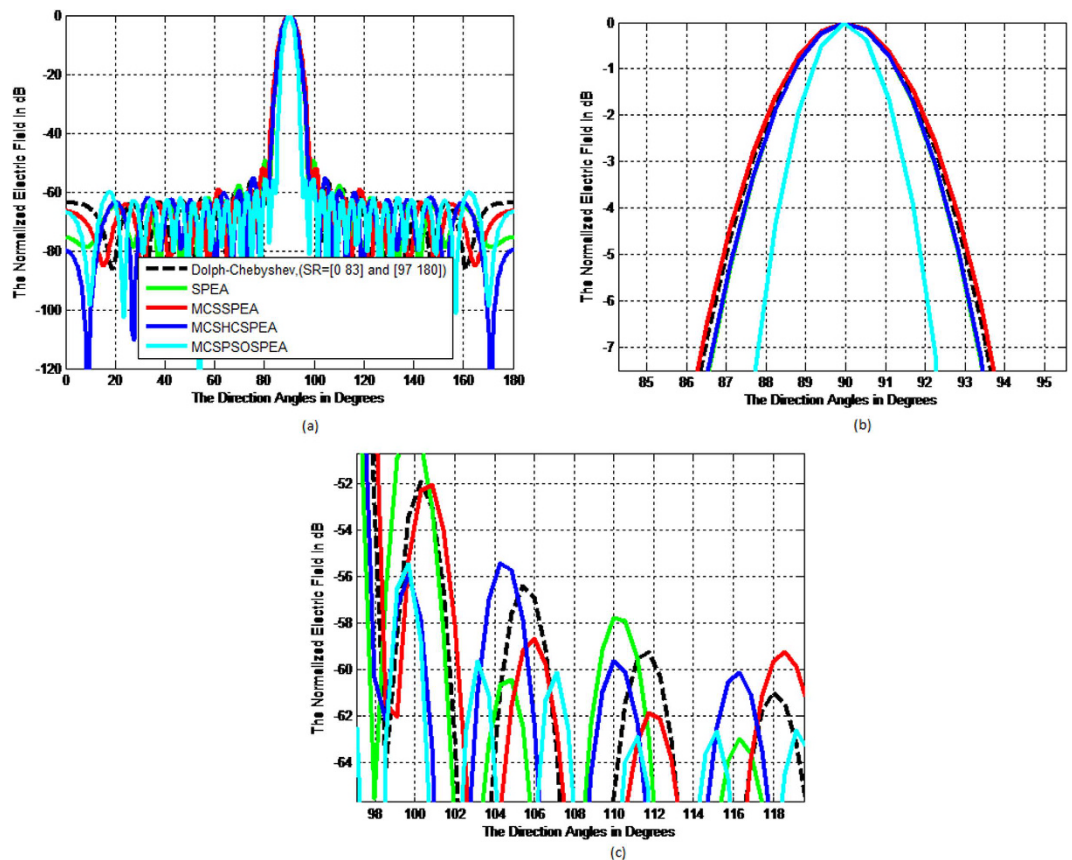 The Normalized Electric Field in dB
0
-20
-40
-60
-80
-100
-120
Dolph-Chebyshev,(SR=[0 83] and [97 180])
SPEA
MCSSPEA
MCSHCSPEA
MCSPSOSPEA
0 20 40 60 80 100 120 140 160 180
The Direction Angles in Degrees
(a)
The Normalized Electric Field in dB
0
-1
-2
-3
-4
-5
-6
-7
85 86 87 88 89 90 91 92 93 94 95
The Direction Angles in Degrees
(b)
The Normalized Electric Field in dB
-52
-54
-56
-58
-60
-62
-64
98 100 102 104 106 108 110 112 114 116 118
The Direction Angles in Degrees
(c)